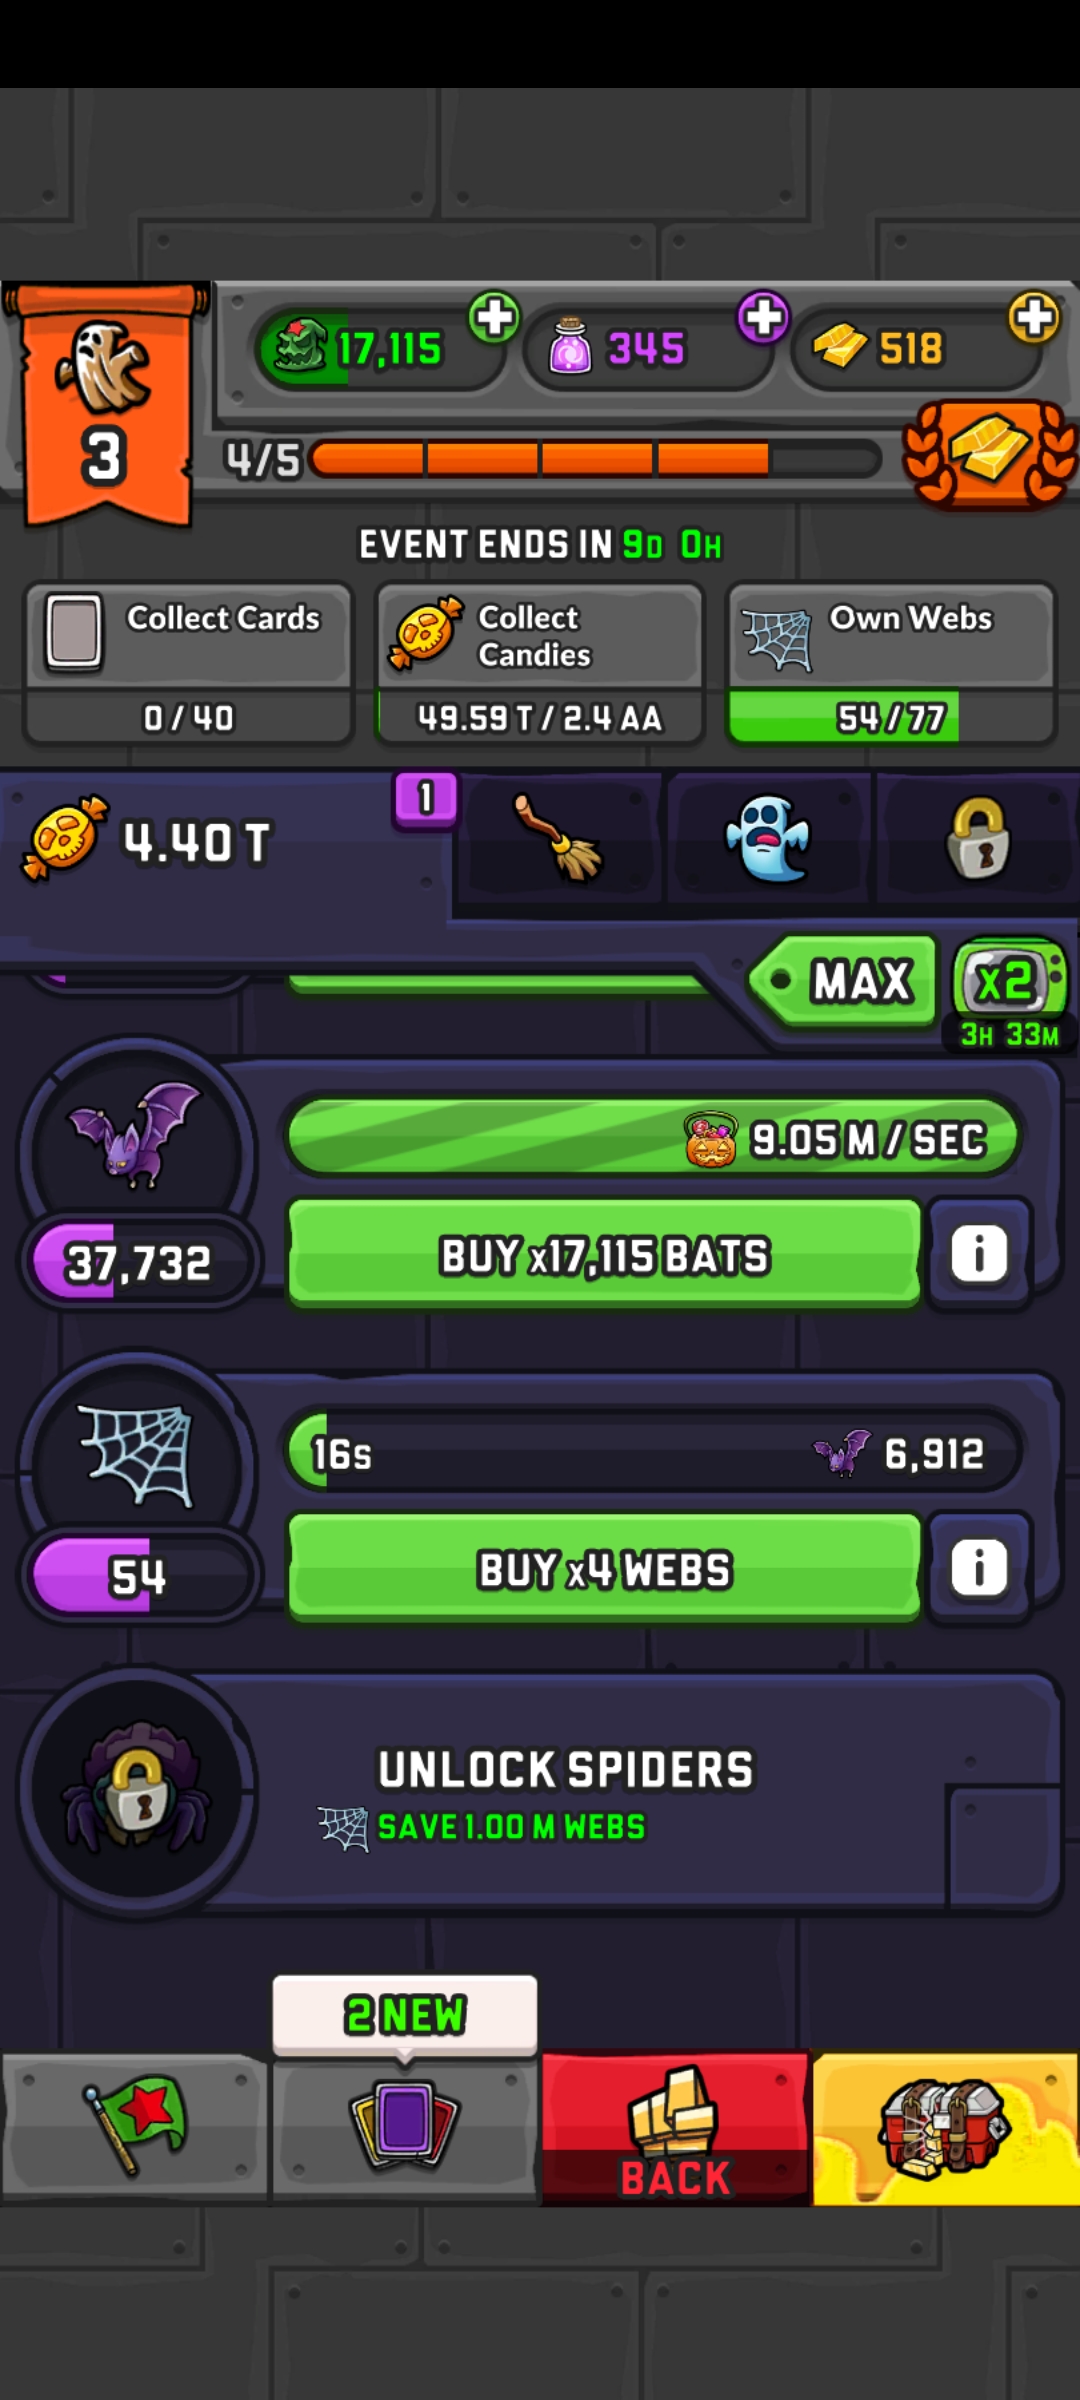 17,115
345
518
3
4/5
EVENT ENDS IN 9D 0H
Collect Cards
0 / 40
Collect
Candies
49.59 T / 2.4 AA
Own Webs
54 / 77
4.40 T
1
MAX
x2
3H 33M
9.05 M / SEC
37,732
BUY x17,115 BATS
i
16s
6,912
54
BUY x4 WEBS
i
UNLOCK SPIDERS
SAVE 1.00 M WEBS
2 NEW
BACK